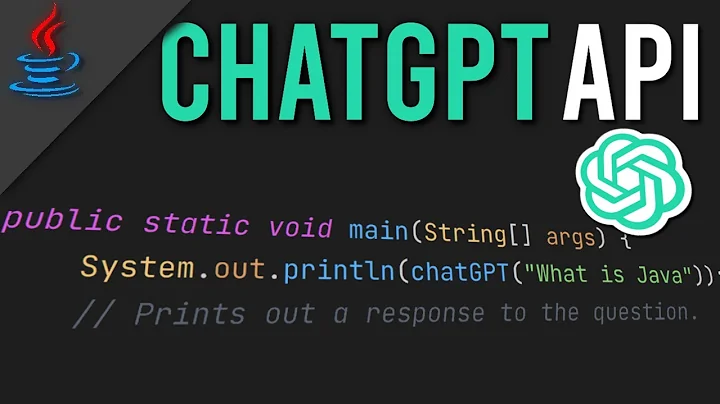 CHATGPT API
public static void main(String[] args) {
System.out.println(chatGPT("What is Java"));
// Prints out a response to the question.